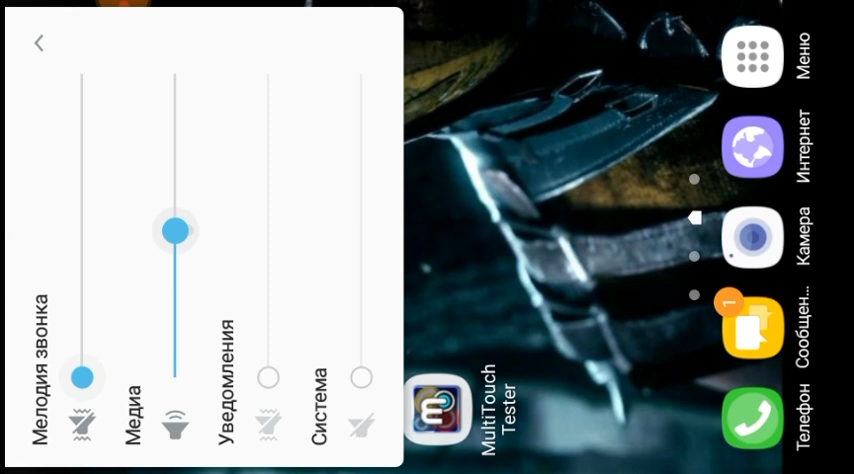 Мелодия звонка
Медиа
Уведомления
Система
MultiTouch
Tester
Телефон
1
Сообщен...
Камера
Интернет
Меню